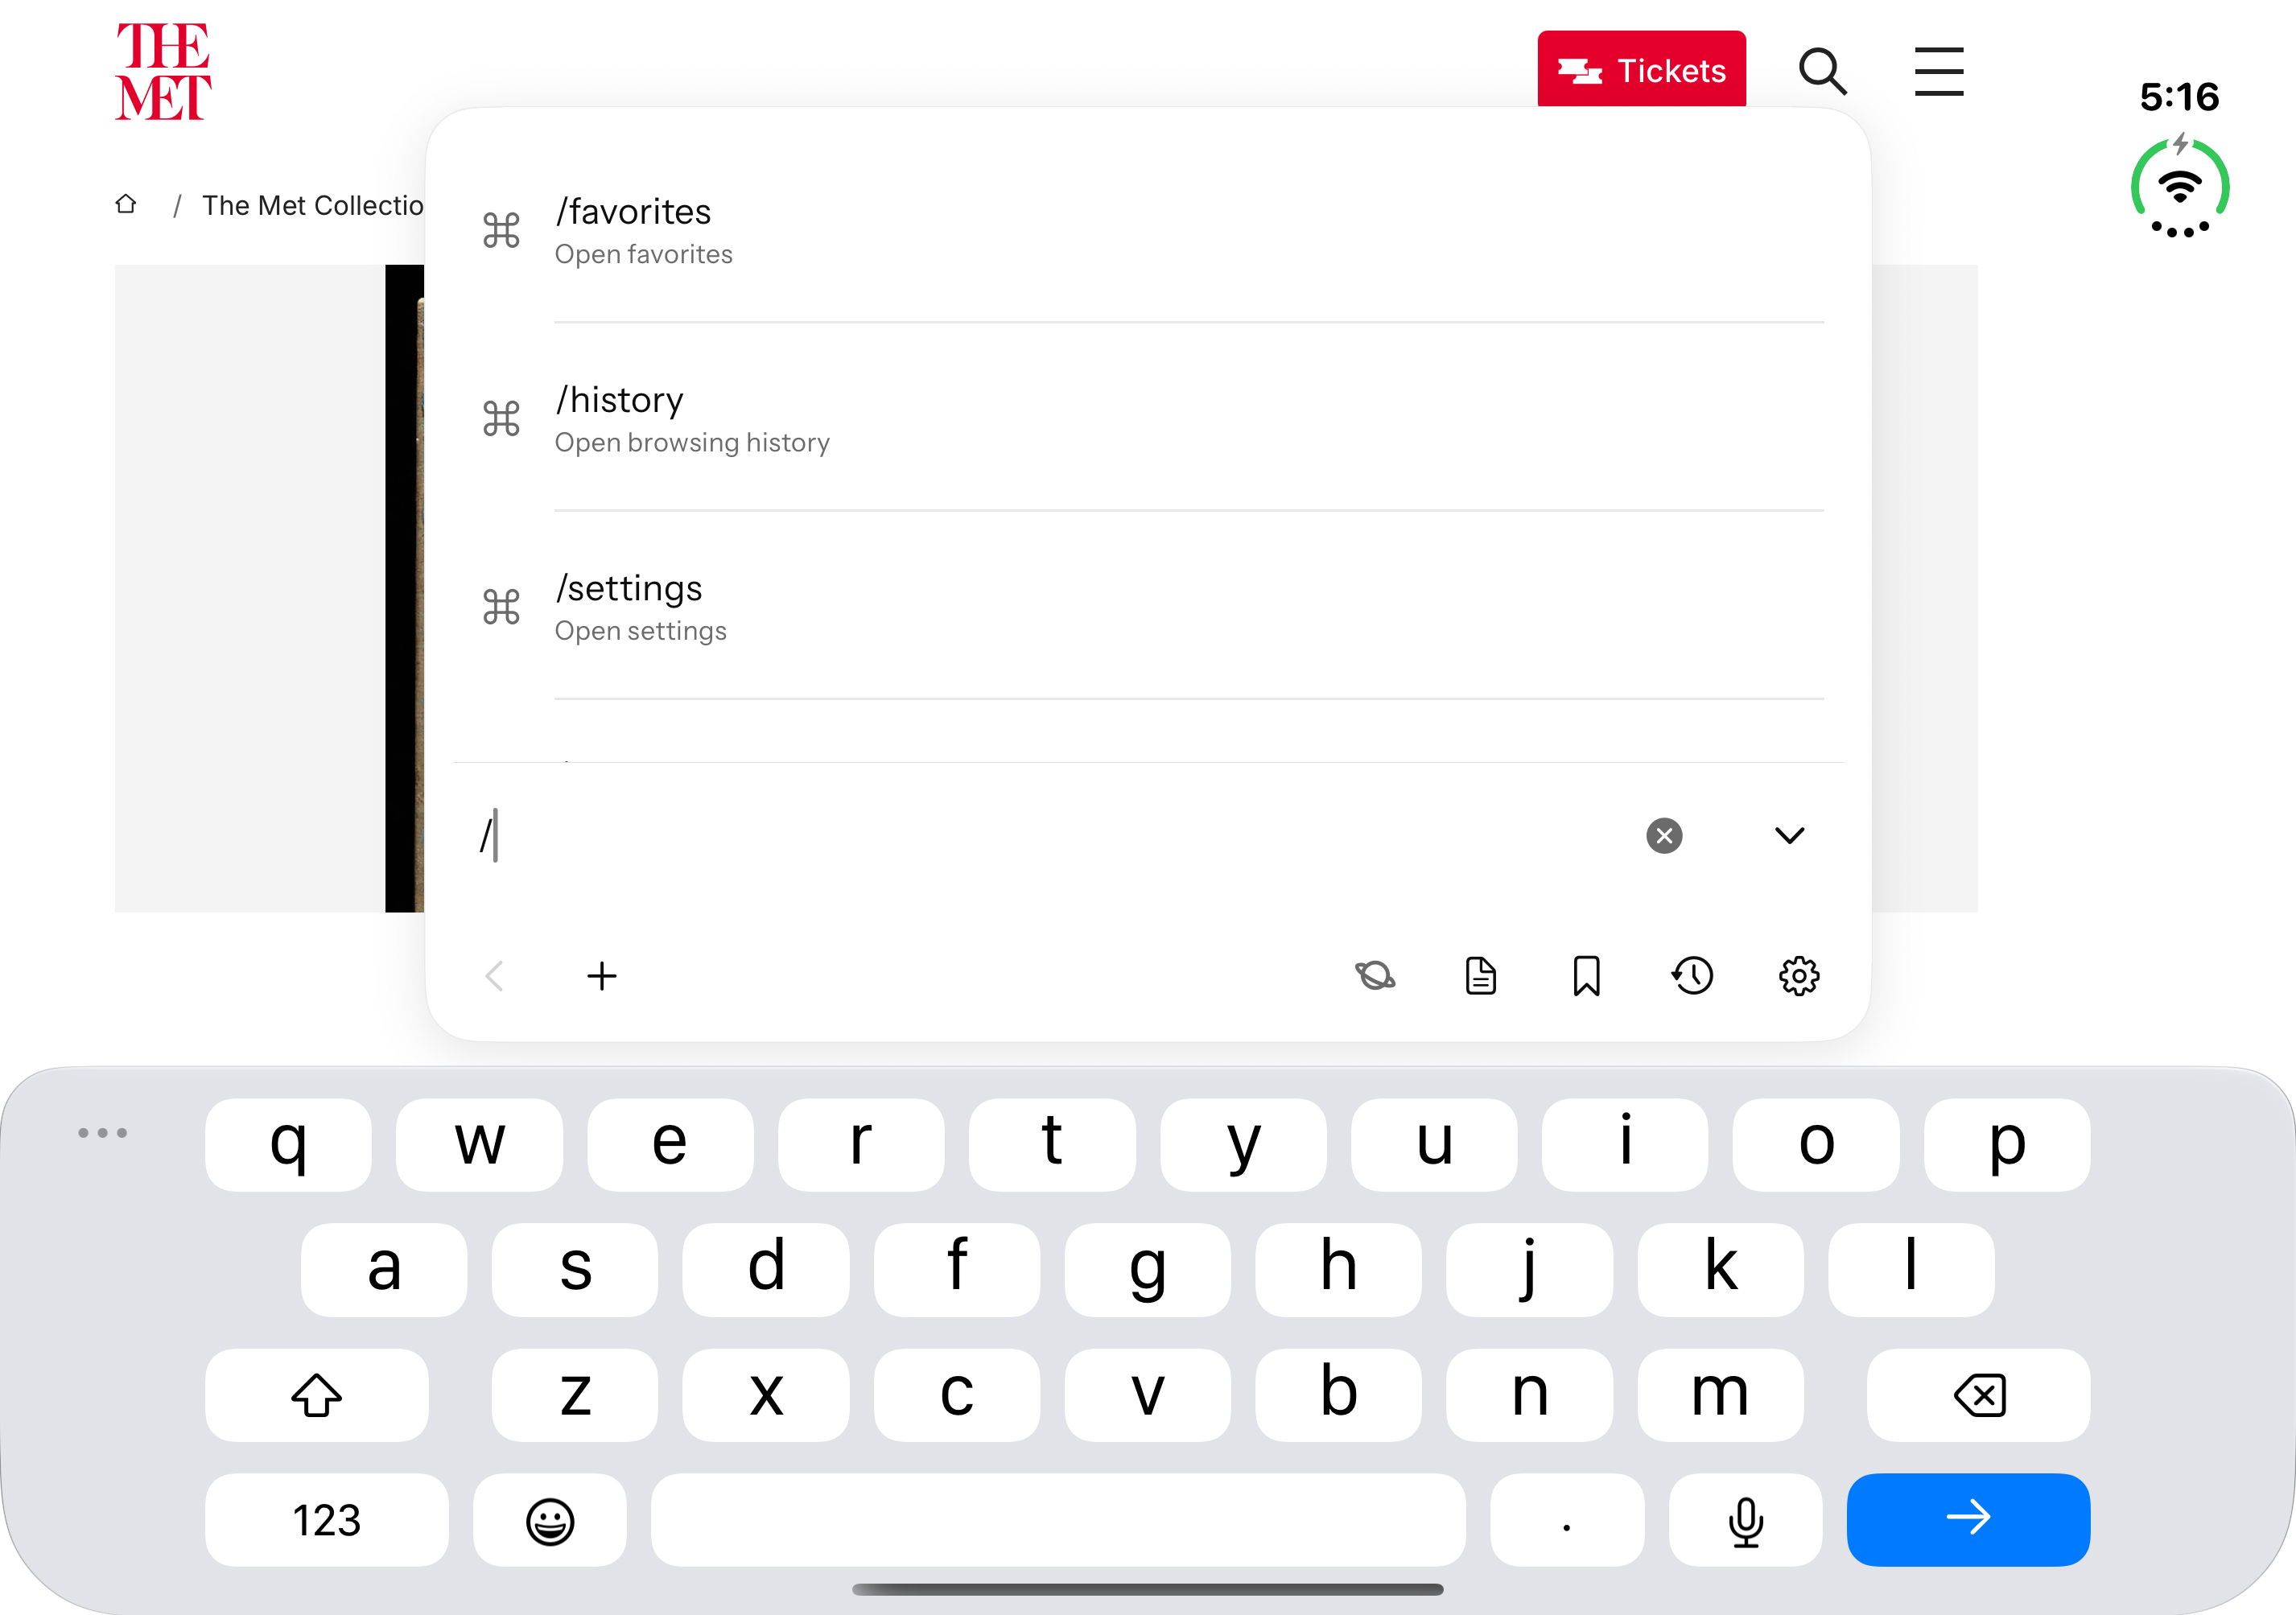 THE
MET
Tickets
5:16
/ The Met Collectio
/favorites
Open favorites
/history
Open browsing history
/settings
Open settings
/
q w e r t y u i o p
a s d f g h j k l
z x c v b n m
123 .